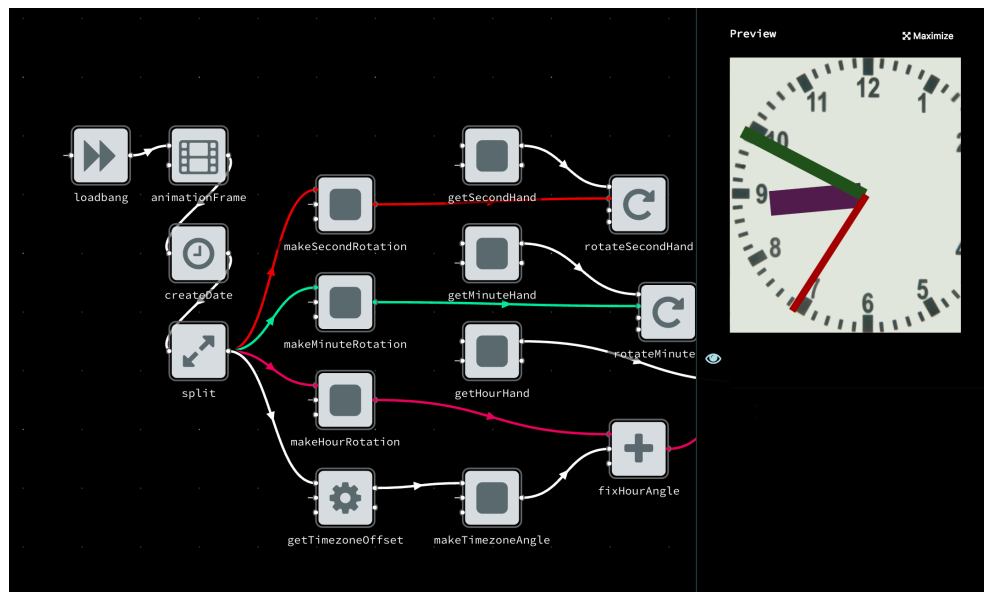 Preview
Maximize
12
11
1
10
9
8
7
6
5
loadbang
animationFrame
getSecondHand
makeSecondRotation
rotateSecondHand
createDate
getMinuteHand
makeMinuteRotation
rotateMinute
split
getHourHand
makeHourRotation
fixHourAngle
getTimezoneOffset
makeTimezoneAngle